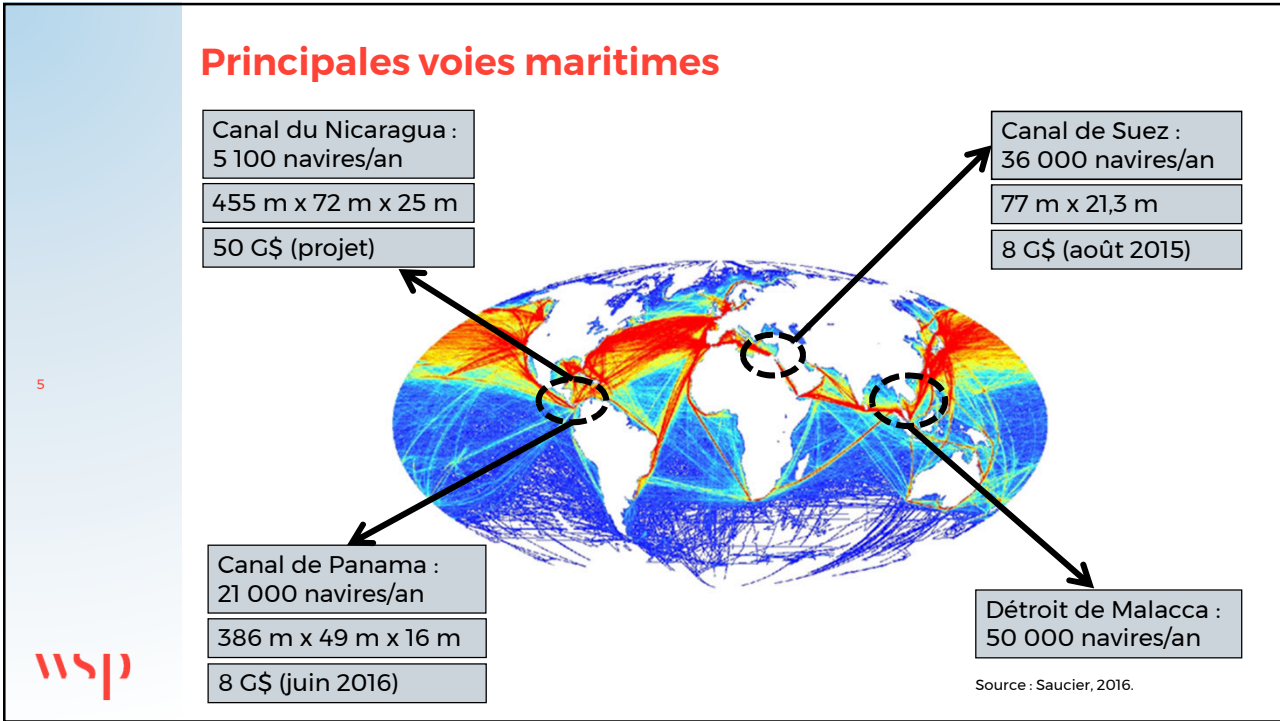 Principales voies maritimes
Canal du Nicaragua :
5 100 navires/an
455 m x 72 m x 25 m
50 G$ (projet)
Canal de Suez :
36 000 navires/an
77 m x 21,3 m
8 G$ (août 2015)
5
Canal de Panama :
21 000 navires/an
386 m x 49 m x 16 m
8 G$ (juin 2016)
Détroit de Malacca :
50 000 navires/an
Source : Saucier, 2016.
wsp